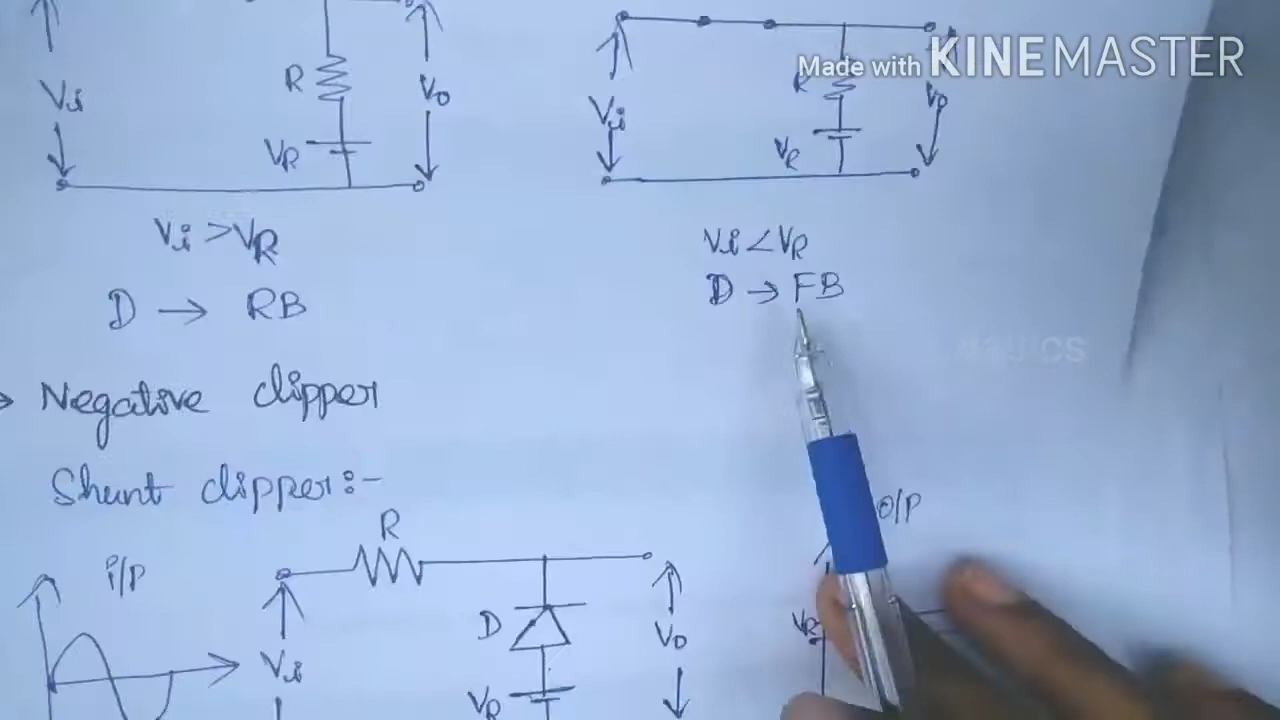 Made with KINEMASTER
Vi
R
VR
Vo
Vi
R
VR
Vo
Vi > VR
D → RB
Vi < VR
D → FB
→ Negative clipper
Shunt clipper:-
i/p
R
Vi
D
VR
Vo
O/P
VR